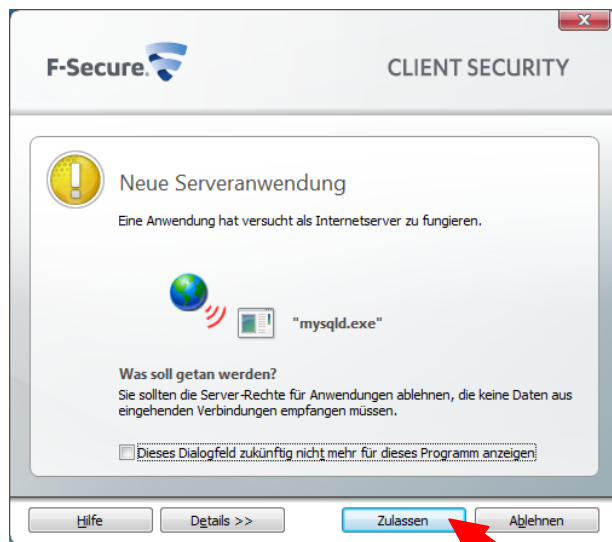 F-Secure.
CLIENT SECURITY
Neue Serveranwendung
Eine Anwendung hat versucht als Internetserver zu fungieren.
"mysqld.exe"
Was soll getan werden?
Sie sollten die Server-Rechte für Anwendungen ablehnen, die keine Daten aus
eingehenden Verbindungen empfangen müssen.
Dieses Dialogfeld zukünftig nicht mehr für dieses Programm anzeigen
Hilfe
Details >>
Zulassen
Ablehnen